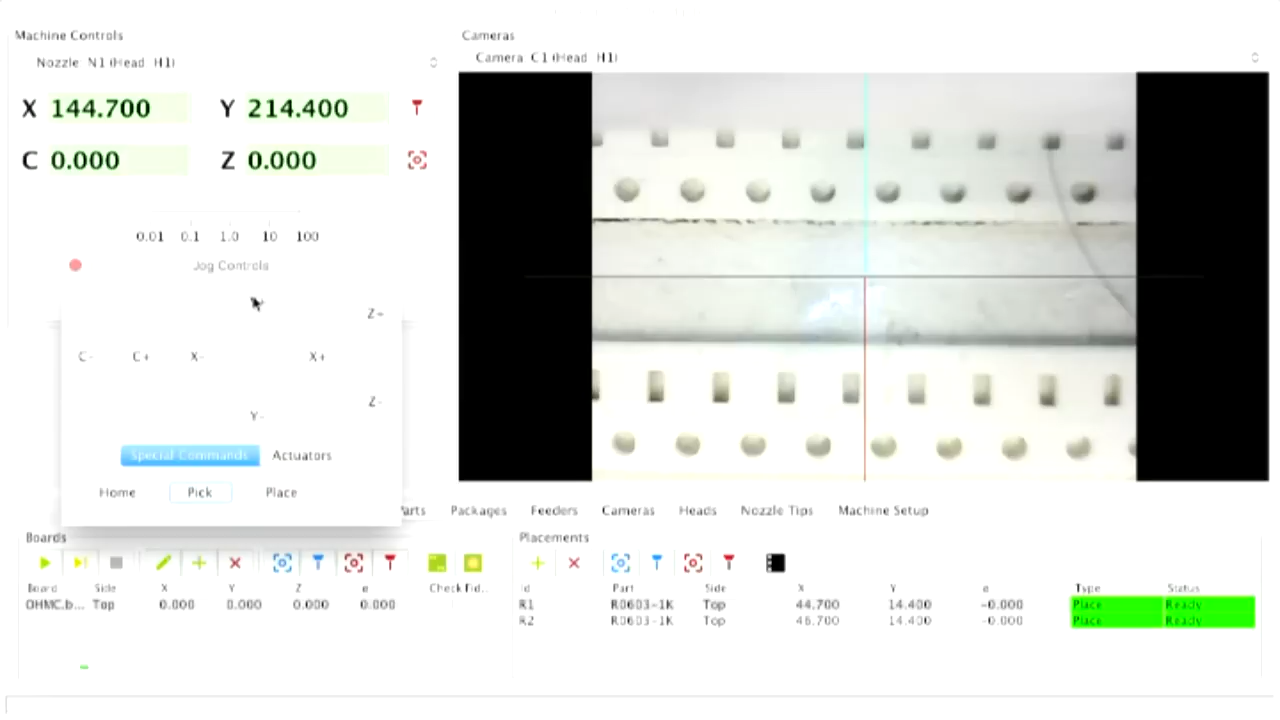 Machine Controls
Nozzle N1 (Head H1)
X 144.700 Y 214.400
C 0.000 Z 0.000
0.01 0.1 1.0 10 100
Jog Controls
Z-
C- C+ X- X+
Y- Z-
Special Commands Actuators
Home Pick Place
Cameras
Camera C1 (Head H1)
Packages Feeders Cameras Heads Nozzle Tips Machine Setup
Boards
Board Side X Y Z Check Fid..
OHMC.b... Top 0.000 0.000 0.000 0.000
Placements
Id Part Side X Y Type Status
R1 R0603-1K Top 44.700 14.400 -0.000 Place Ready
R2 R0603-1K Top 46.700 14.400 -0.000 Place Ready